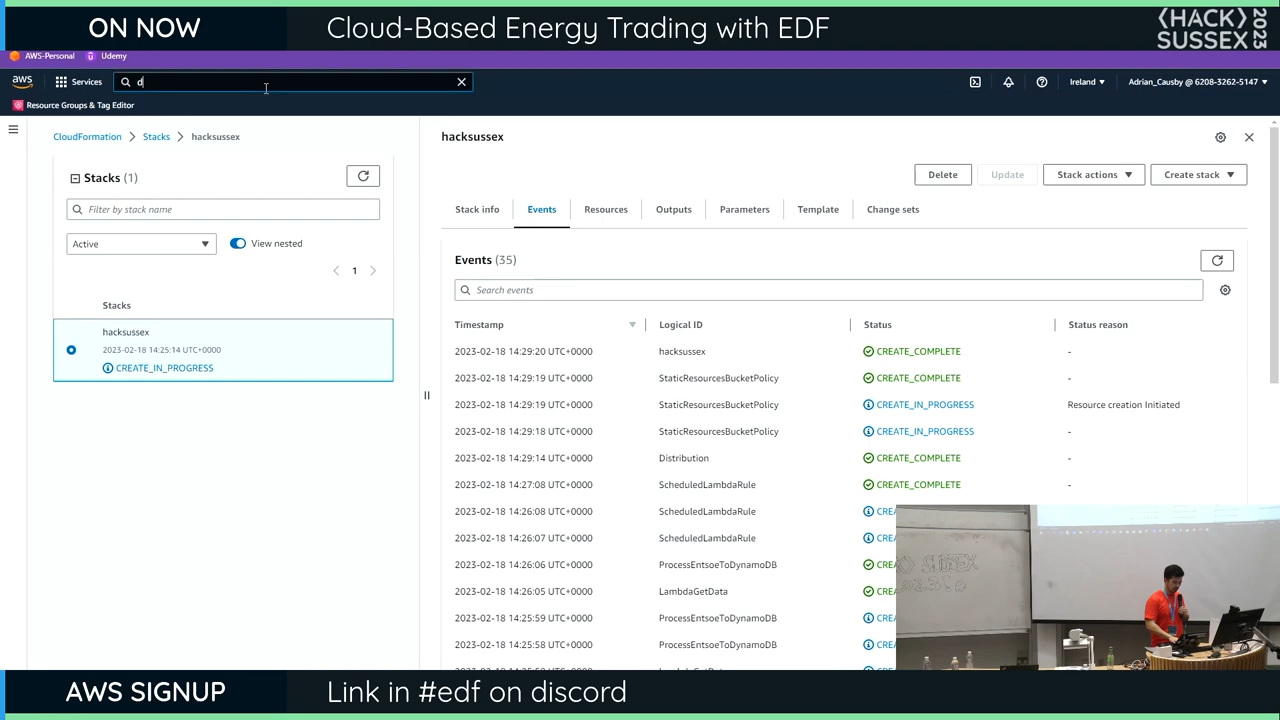 ON NOW
Cloud-Based Energy Trading with EDF
{HACK}
SUSSEX
2023
AWS-Personal
Udemy
aws
Services
d
Ireland
Adrian_Causby @ 6208-3262-5147
Resource Groups & Tag Editor
CloudFormation
Stacks
hacksussex
Stacks (1)
Filter by stack name
Active
View nested
1
Stacks
hacksussex
2023-02-18 14:25:14 UTC+0000
CREATE_IN_PROGRESS
hacksussex
Delete
Update
Stack actions
Create stack
Stack info
Events
Resources
Outputs
Parameters
Template
Change sets
Events (35)
Search events
Timestamp
Logical ID
Status
Status reason
2023-02-18 14:29:20 UTC+0000 hacksussex CREATE_COMPLETE -
2023-02-18 14:29:19 UTC+0000 StaticResourcesBucketPolicy CREATE_COMPLETE -
2023-02-18 14:29:19 UTC+0000 StaticResourcesBucketPolicy CREATE_IN_PROGRESS Resource creation Initiated
2023-02-18 14:29:18 UTC+0000 StaticResourcesBucketPolicy CREATE_IN_PROGRESS -
2023-02-18 14:29:14 UTC+0000 Distribution CREATE_COMPLETE -
2023-02-18 14:27:08 UTC+0000 ScheduledLambdaRule CREATE_COMPLETE -
2023-02-18 14:26:08 UTC+0000 ScheduledLambdaRule CREA
2023-02-18 14:26:07 UTC+0000 ScheduledLambdaRule CREA
2023-02-18 14:26:06 UTC+0000 ProcessEntsoeToDynamoDB CREA
2023-02-18 14:26:05 UTC+0000 LambdaGetData CREA
2023-02-18 14:25:59 UTC+0000 ProcessEntsoeToDynamoDB CREA
2023-02-18 14:25:58 UTC+0000 ProcessEntsoeToDynamoDB CREA
SUSSEX
AWS SIGNUP
Link in #edf on discord